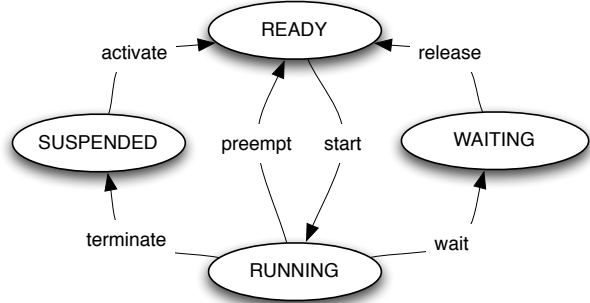 READY
activate
release
SUSPENDED
preempt
start
WAITING
terminate
wait
RUNNING